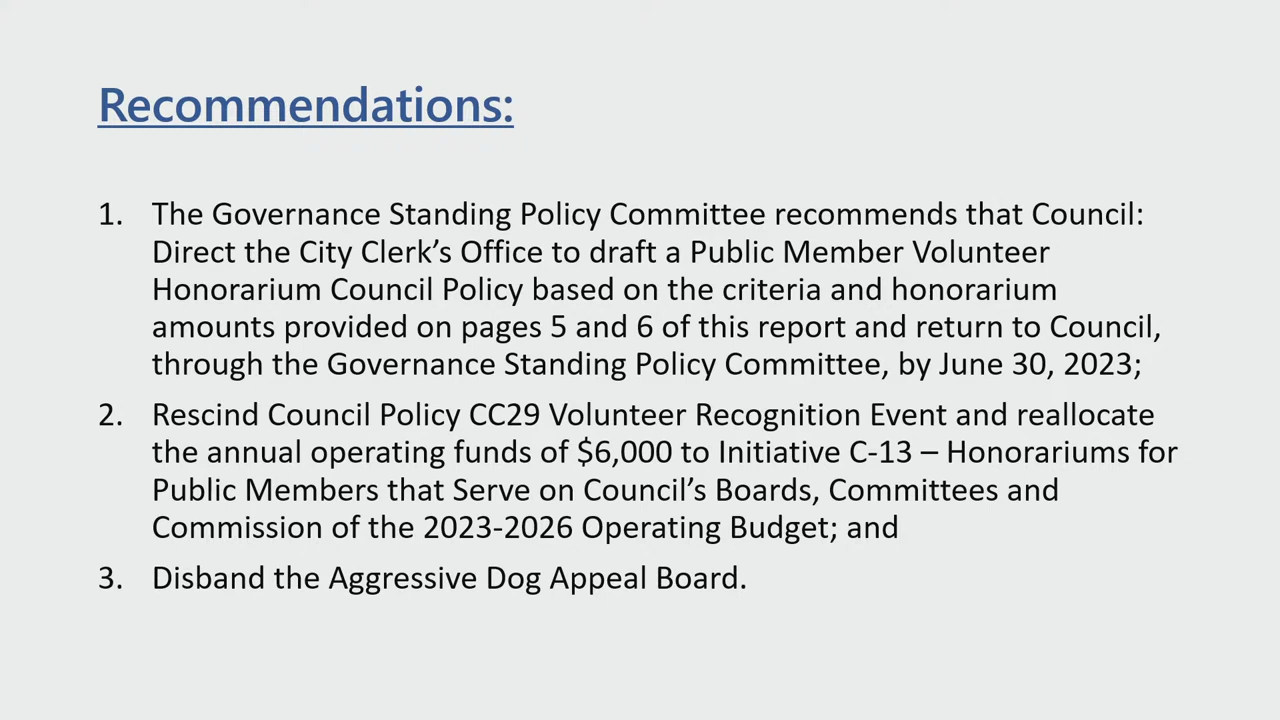 Recommendations:
1. The Governance Standing Policy Committee recommends that Council:
Direct the City Clerk’s Office to draft a Public Member Volunteer
Honorarium Council Policy based on the criteria and honorarium
amounts provided on pages 5 and 6 of this report and return to Council,
through the Governance Standing Policy Committee, by June 30, 2023;
2. Rescind Council Policy CC29 Volunteer Recognition Event and reallocate
the annual operating funds of $6,000 to Initiative C-13 – Honorariums for
Public Members that Serve on Council’s Boards, Committees and
Commission of the 2023-2026 Operating Budget; and
3. Disband the Aggressive Dog Appeal Board.